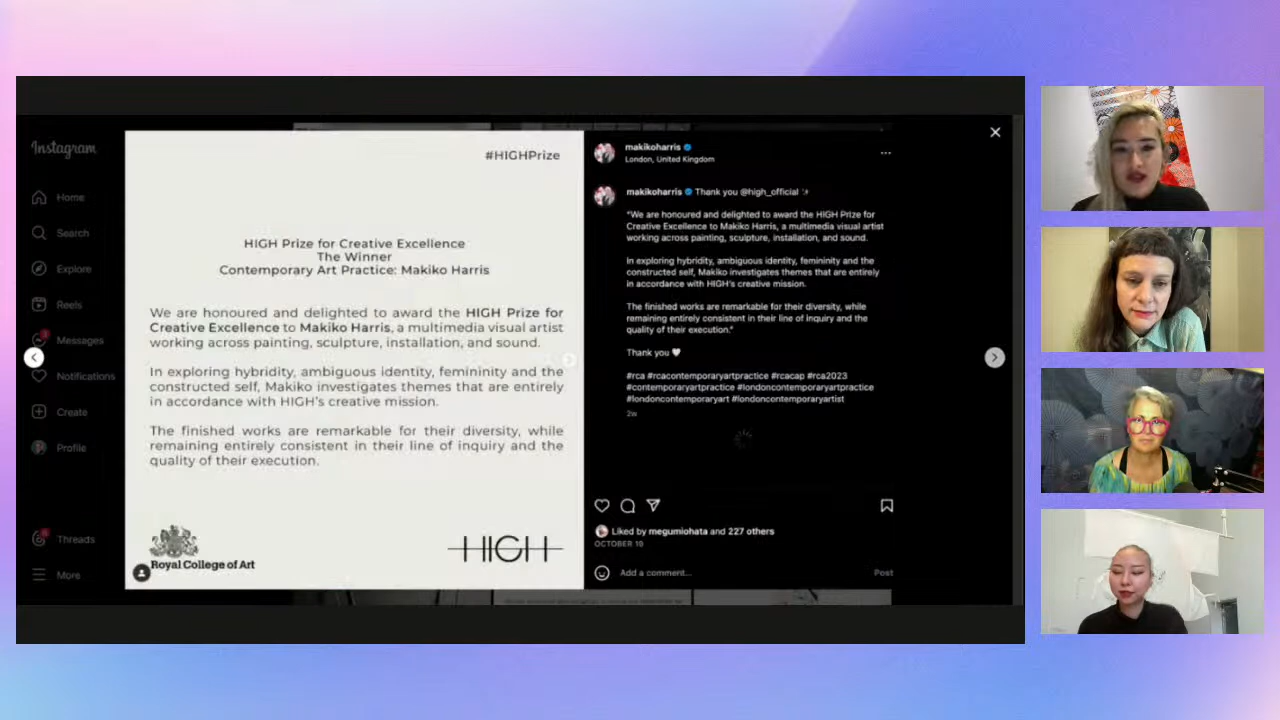 Instagram
Home
Search
Explore
Reels
Messages
Notifications
Create
Profile
Threads
More
#HIGHPrize
HIGH Prize for Creative Excellence
The Winner
Contemporary Art Practice: Makiko Harris
We are honoured and delighted to award the HIGH Prize for
Creative Excellence to Makiko Harris, a multimedia visual artist
working across painting, sculpture, installation, and sound.
In exploring hybridity, ambiguous identity, femininity and the
constructed self, Makiko investigates themes that are entirely
in accordance with HIGH's creative mission.
The finished works are remarkable for their diversity, while
remaining entirely consistent in their line of inquiry and the
quality of their execution.
Royal College of Art
HIGH
makikoharris
London, United Kingdom
makikoharris Thank you @high_official
"We are honoured and delighted to award the HIGH Prize for
Creative Excellence to Makiko Harris, a multimedia visual artist
working across painting, sculpture, installation, and sound.
In exploring hybridity, ambiguous identity, femininity and the
constructed self, Makiko investigates themes that are entirely
in accordance with HIGH's creative mission.
The finished works are remarkable for their diversity, while
remaining entirely consistent in their line of inquiry and the
quality of their execution."
Thank you
#rca #rcacontemporaryartpractice #rcacap #rca2023
#contemporaryartpractice #londoncontemporaryartpractice
#londoncontemporaryart #londoncontemporaryartist
2w
Liked by megumiohata and 227 others
OCTOBER 19
Add a comment...
Post